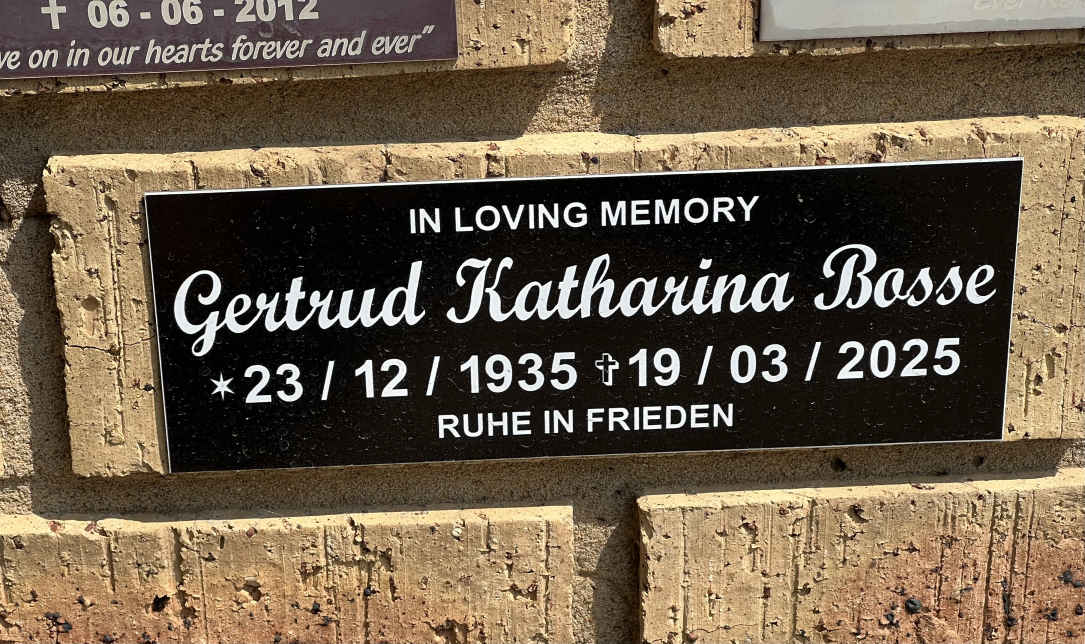 ✝ 06 - 06 - 2012
on in our hearts forever and ever”
IN LOVING MEMORY
Gertrud Katharina Bosse
✶23 / 12 / 1935 ✝19 / 03 / 2025
RUHE IN FRIEDEN